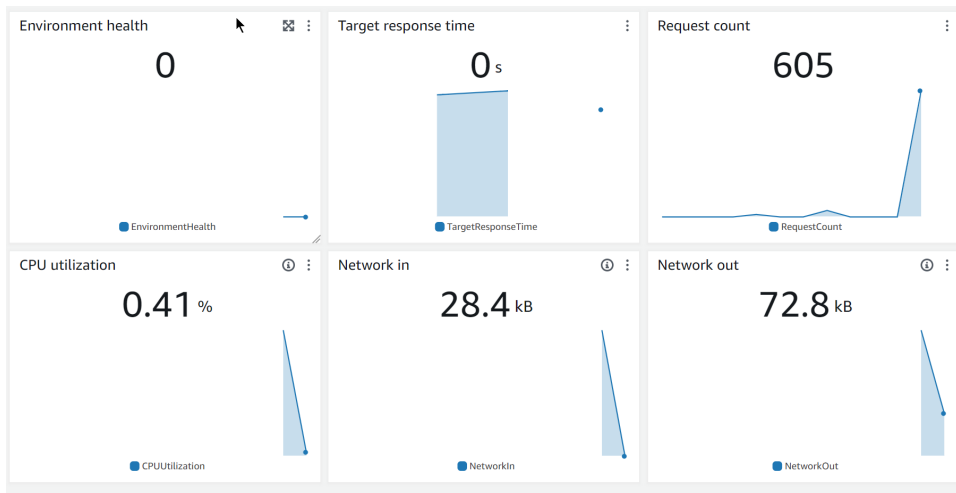 Environment health
0
EnvironmentHealth
Target response time
0 s
TargetResponseTime
Request count
605
RequestCount
CPU utilization
0.41 %
CPUUtilization
Network in
28.4 kB
NetworkIn
Network out
72.8 kB
NetworkOut